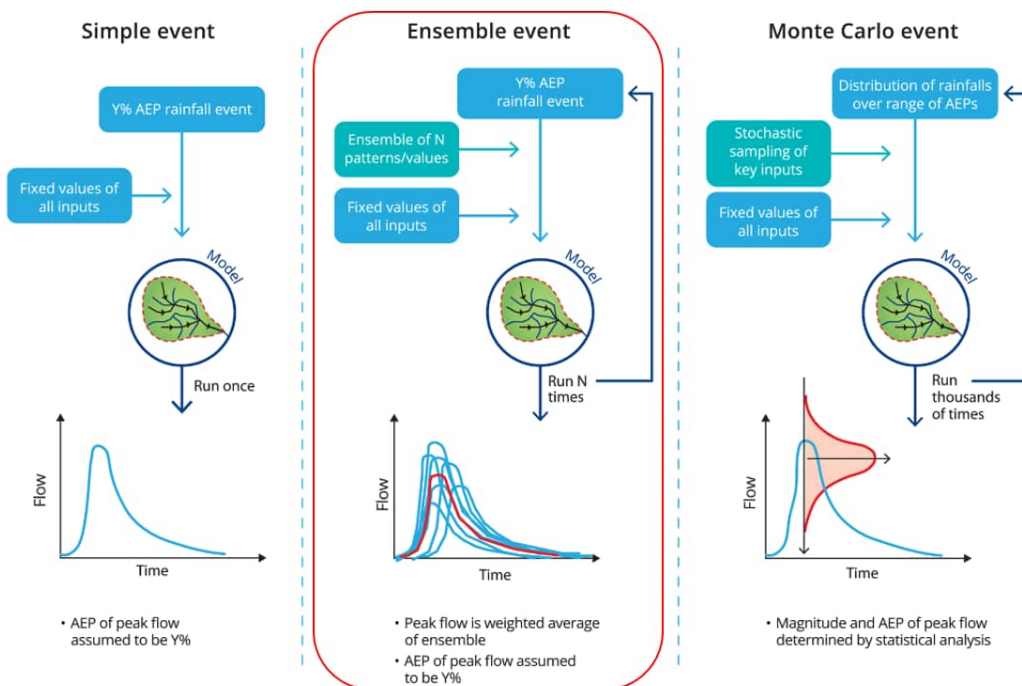 Simple event
Y% AEP rainfall event
Fixed values of
all inputs
Model
Run once
Flow
Time
• AEP of peak flow
assumed to be Y%
Ensemble event
Y% AEP
rainfall event
Ensemble of N
patterns/values
Fixed values of
all inputs
Model
Run N
times
Flow
Time
• Peak flow is weighted average
of ensemble
• AEP of peak flow assumed
to be Y%
Monte Carlo event
Distribution of rainfalls
over range of AEPs
Stochastic
sampling of
key inputs
Fixed values of
all inputs
Model
Run
thousands
of times
Flow
Time
• Magnitude and AEP of peak flow
determined by statistical analysis